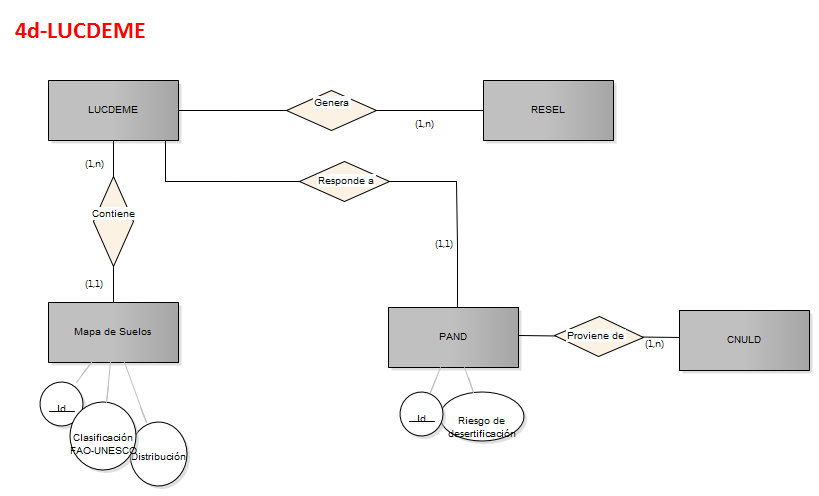 4d-LUCDEME
LUCDEME
Genera
RESEL
(1,n)
(1,n)
Responde a
Contiene
(1,1)
(1,1)
Mapa de Suelos
PAND
Proviene de
(1,n)
CNULD
Id
Clasificación
FAO-UNESCO
Distribución
Id
Riesgo de
desertificación